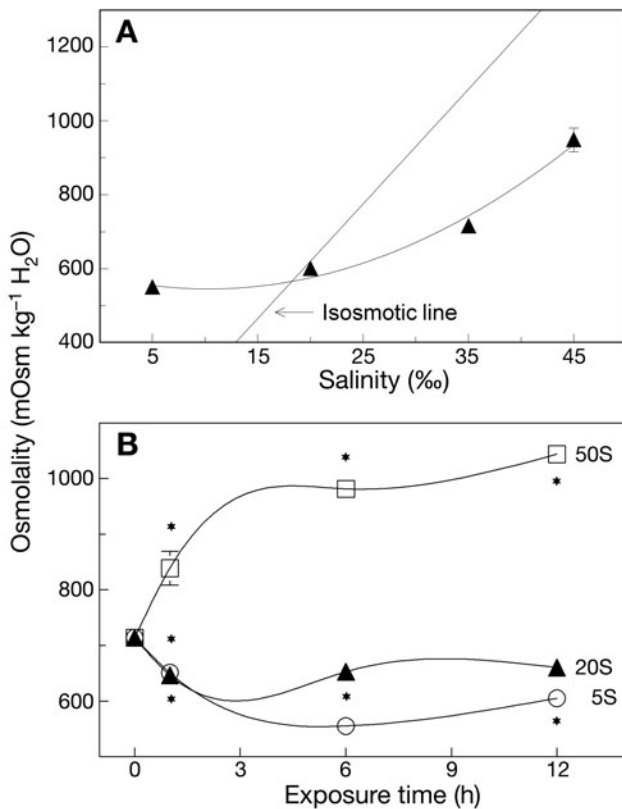 A
1200
1000
800
600
400
Isosmotic line
5
15
25
35
45
Salinity (‰)
Osmolality (mOsm kg⁻¹ H₂O)
B
1000
800
600
50S
20S
5S
0
3
6
9
12
Exposure time (h)